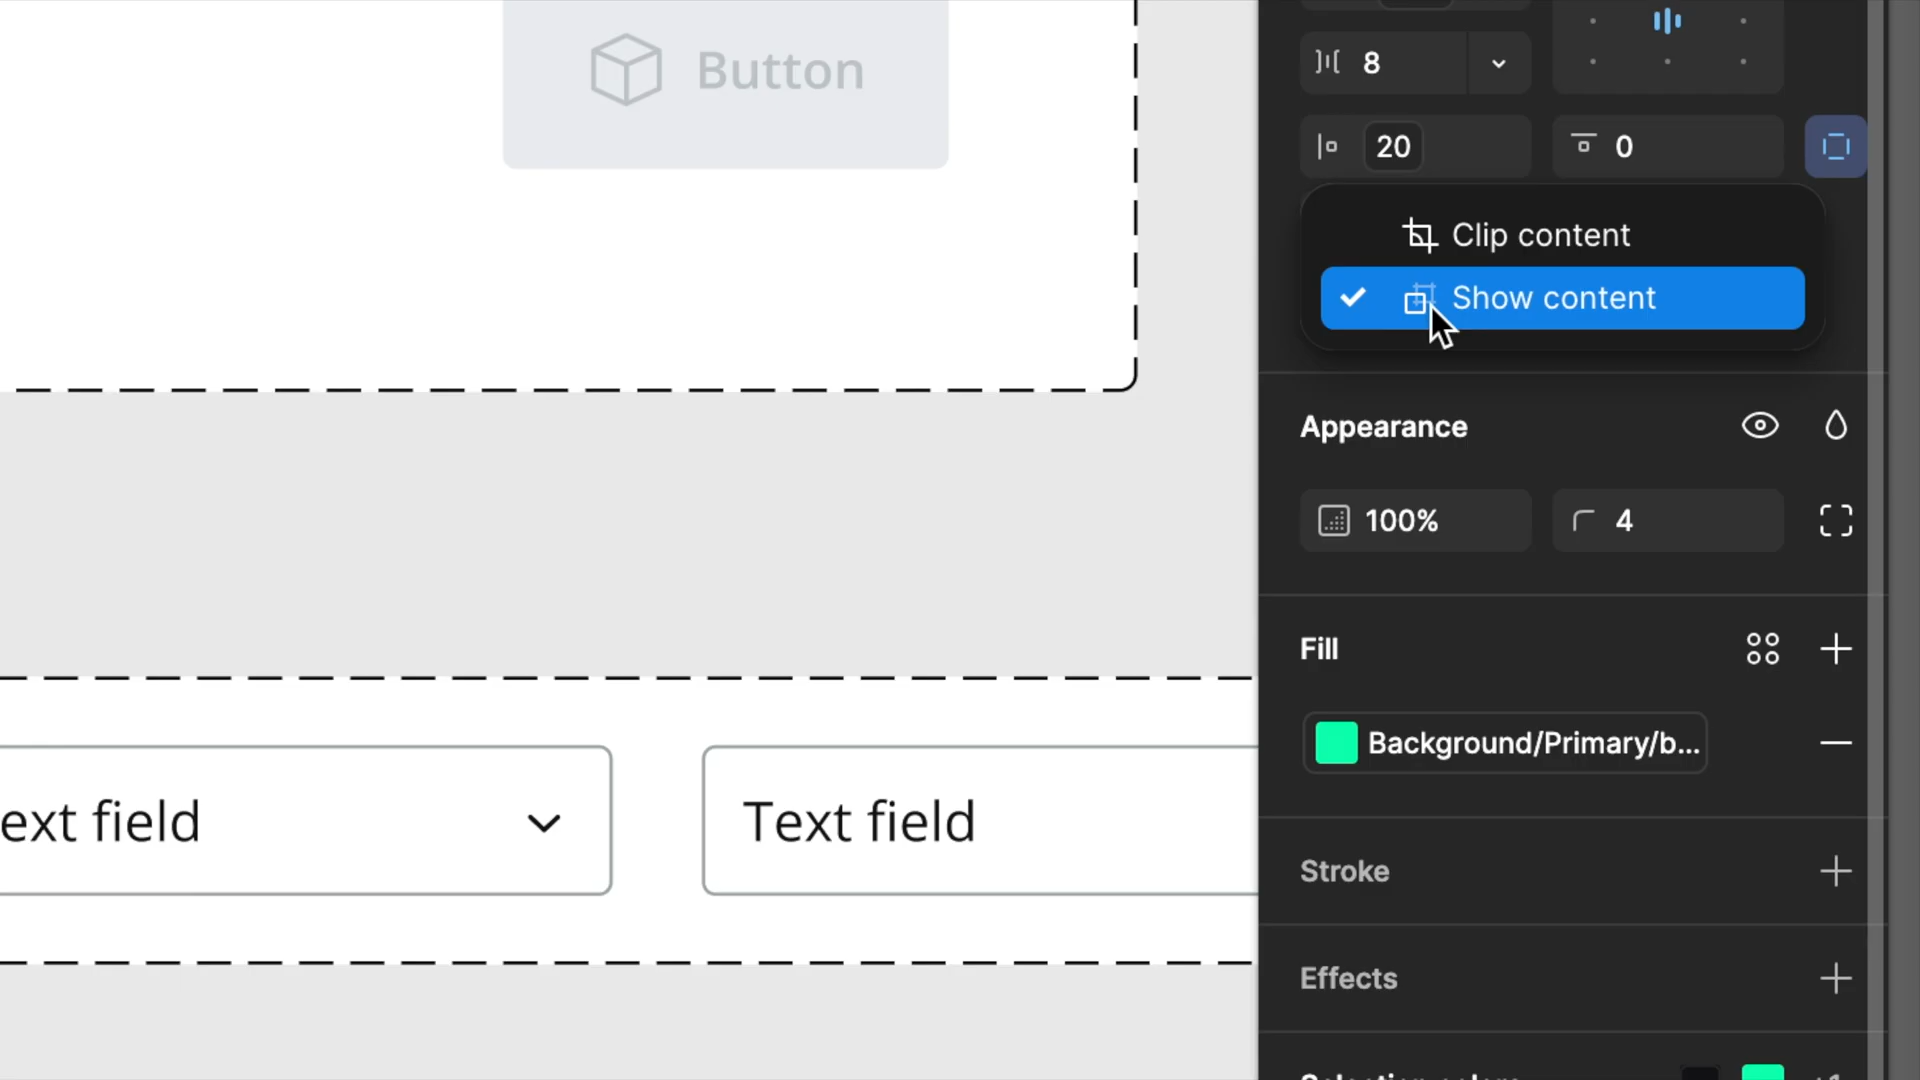 Button
8
20
0
Clip content
Show content
Appearance
100%
4
Fill
Background/Primary/b...
ext field
Text field
Stroke
Effects